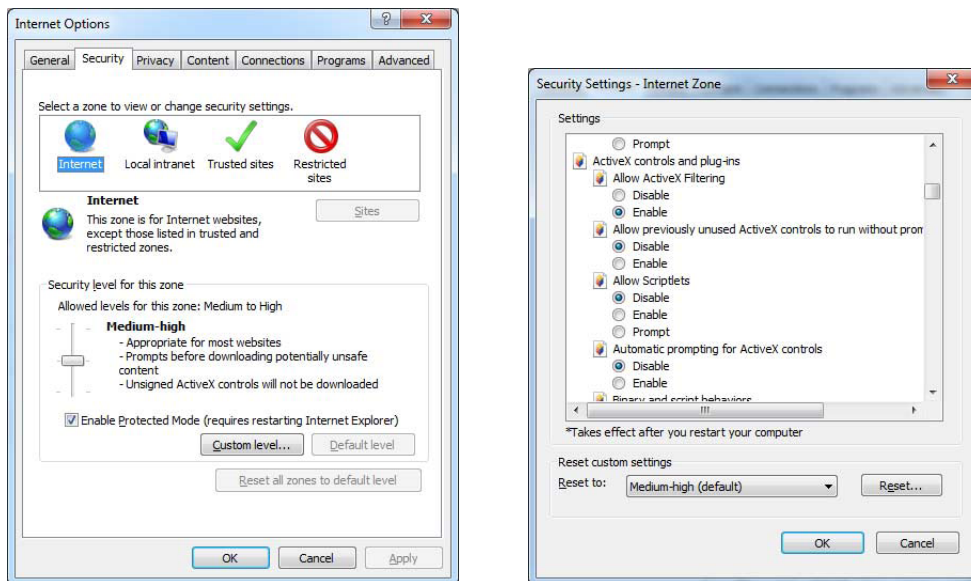 Internet Options
General Security Privacy Content Connections Programs Advanced
Select a zone to view or change security settings.
Internet Local intranet Trusted sites Restricted
sites
Internet
This zone is for Internet websites,
except those listed in trusted and
restricted zones.
Sites
Security level for this zone
Allowed levels for this zone: Medium to High
Medium-high
- Appropriate for most websites
- Prompts before downloading potentially unsafe
content
- Unsigned ActiveX controls will not be downloaded
Enable Protected Mode (requires restarting Internet Explorer)
Custom level... Default level
Reset all zones to default level
OK Cancel Apply
Security Settings - Internet Zone
Settings
Prompt
ActiveX controls and plug-ins
Allow ActiveX Filtering
Disable
Enable
Allow previously unused ActiveX controls to run without prom
Disable
Enable
Allow Scriptlets
Disable
Enable
Prompt
Automatic prompting for ActiveX controls
Disable
Enable
Binary and script behaviors
*Takes effect after you restart your computer
Reset custom settings
Reset to: Medium-high (default) Reset...
OK Cancel